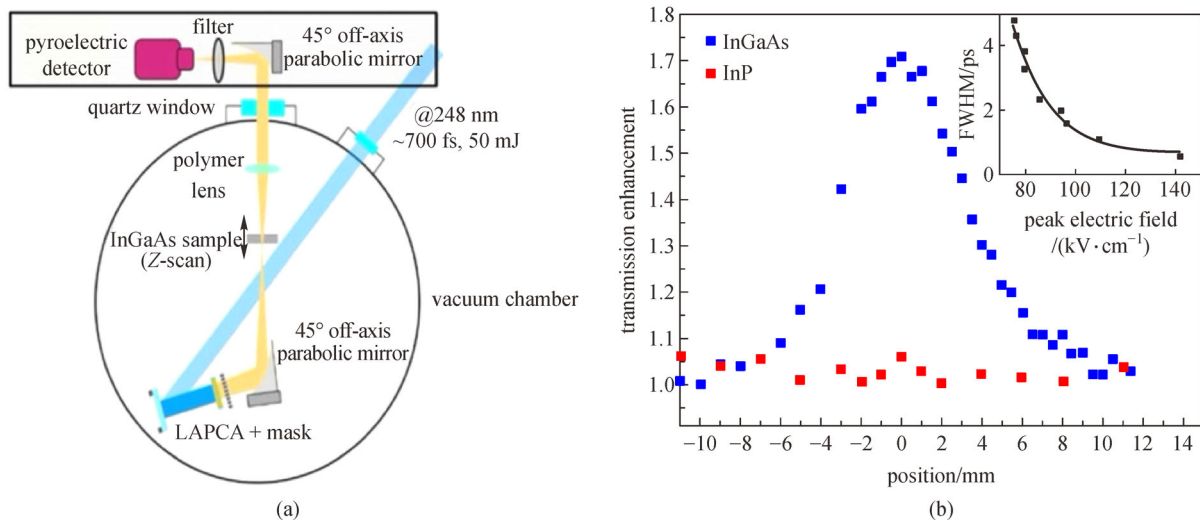 filter
pyroelectric
detector
45° off-axis
parabolic mirror
quartz window
@248 nm
~700 fs, 50 mJ
polymer
lens
InGaAs sample
(Z-scan)
vacuum chamber
45° off-axis
parabolic mirror
LAPCA + mask
(a)
transmission enhancement
1.8
1.7
1.6
1.5
1.4
1.3
1.2
1.1
1.0
InGaAs
InP
−10 −8 −6 −4 −2 0 2 4 6 8 10 12
position/mm
FWHM/ps
4
2
0
80 100 120 140
peak electric field
/(kV·cm−1)
(b)